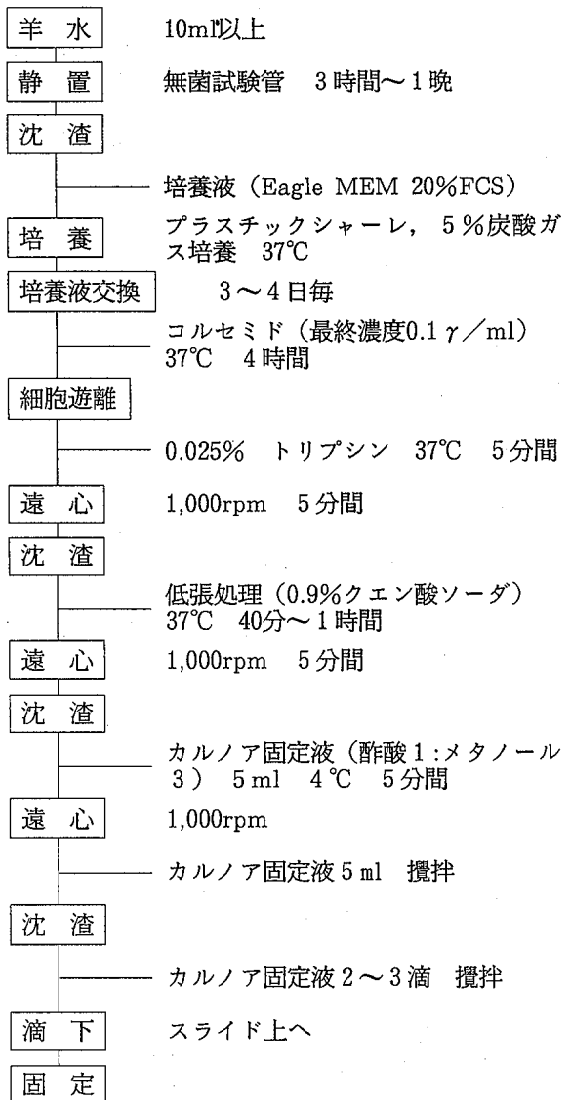 羊水 10ml以上
静置 無菌試験管 3時間～1晩
沈渣
培養液（Eagle MEM 20％FCS）
培養 プラスチックシャーレ，5％炭酸ガ
ス培養 37℃
培養液交換 3～4日毎
コルセミド（最終濃度0.1γ／ml）
37℃ 4時間
細胞遊離
0.025％ トリプシン 37℃ 5分間
遠心 1,000rpm 5分間
沈渣
低張処理（0.9％クエン酸ソーダ）
37℃ 40分～1時間
遠心 1,000rpm 5分間
沈渣
カルノア固定液（酢酸1：メタノール
3） 5ml 4℃ 5分間
遠心 1,000rpm
カルノア固定液5ml 攪拌
沈渣
カルノア固定液2～3滴 攪拌
滴下 スライド上へ
固定